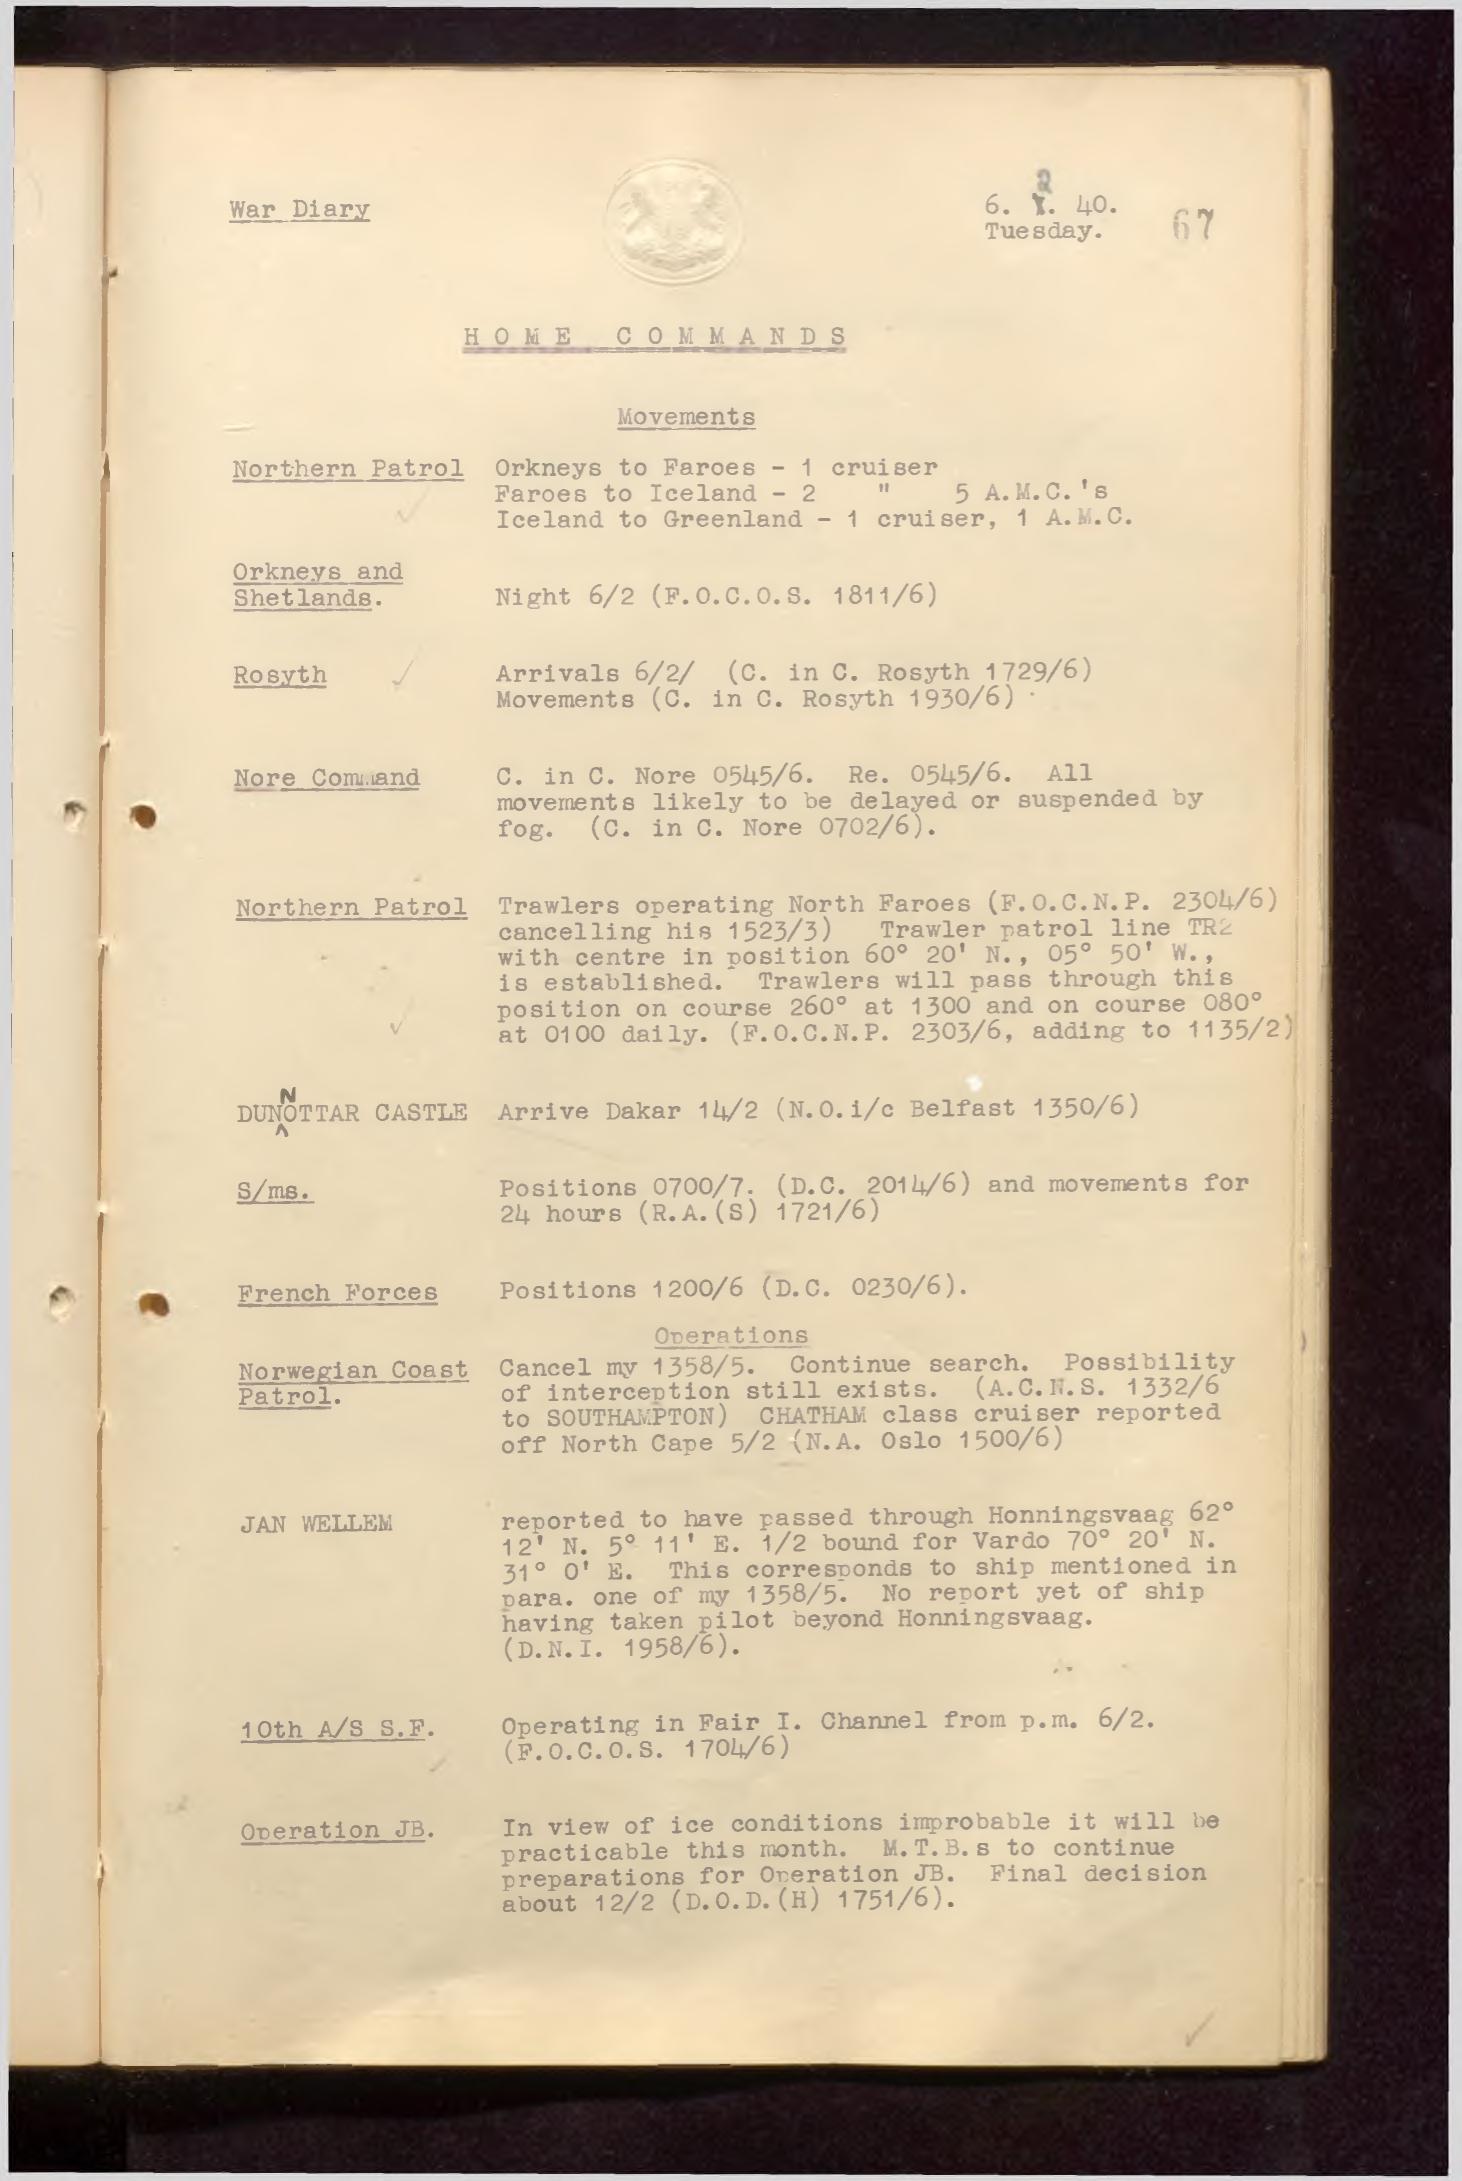 War Diary
6. 2. 40.
Tuesday.
67
HOME COMMANDS
Movements
Northern Patrol Orkneys to Faroes - 1 cruiser
Faroes to Iceland - 2 " 5 A.M.C.'s
Iceland to Greenland - 1 cruiser, 1 A.M.C.
Orkneys and
Shetlands. Night 6/2 (F.O.C.O.S. 1811/6)
Rosyth Arrivals 6/2/ (C. in C. Rosyth 1729/6)
Movements (C. in C. Rosyth 1930/6)
Nore Command C. in C. Nore 0545/6. Re. 0545/6. All
movements likely to be delayed or suspended by
fog. (C. in C. Nore 0702/6).
Northern Patrol Trawlers operating North Faroes (F.O.C.N.P. 2304/6)
cancelling his 1523/3) Trawler patrol line TR2
with centre in position 60° 20' N., 05° 50' W.,
is established. Trawlers will pass through this
position on course 260° at 1300 and on course 080°
at 0100 daily. (F.O.C.N.P. 2303/6, adding to 1135/2)
DUNNOTTAR CASTLE Arrive Dakar 14/2 (N.O.i/c Belfast 1350/6)
S/ms. Positions 0700/7. (D.C. 2014/6) and movements for
24 hours (R.A.(S) 1721/6)
French Forces Positions 1200/6 (D.C. 0230/6).
Operations
Norwegian Coast Cancel my 1358/5. Continue search. Possibility
Patrol. of interception still exists. (A.C.N.S. 1332/6
to SOUTHAMPTON) CHATHAM class cruiser reported
off North Cape 5/2 (N.A. Oslo 1500/6)
JAN WELLEM reported to have passed through Honningsvaag 62°
12' N. 5° 11' E. 1/2 bound for Vardo 70° 20' N.
31° 0' E. This corresponds to ship mentioned in
para. one of my 1358/5. No report yet of ship
having taken pilot beyond Honningsvaag.
(D.N.I. 1958/6).
10th A/S S.F. Operating in Fair I. Channel from p.m. 6/2.
(F.O.C.O.S. 1704/6)
Operation JB. In view of ice conditions improbable it will be
practicable this month. M.T.B.s to continue
preparations for Operation JB. Final decision
about 12/2 (D.O.D.(H) 1751/6).